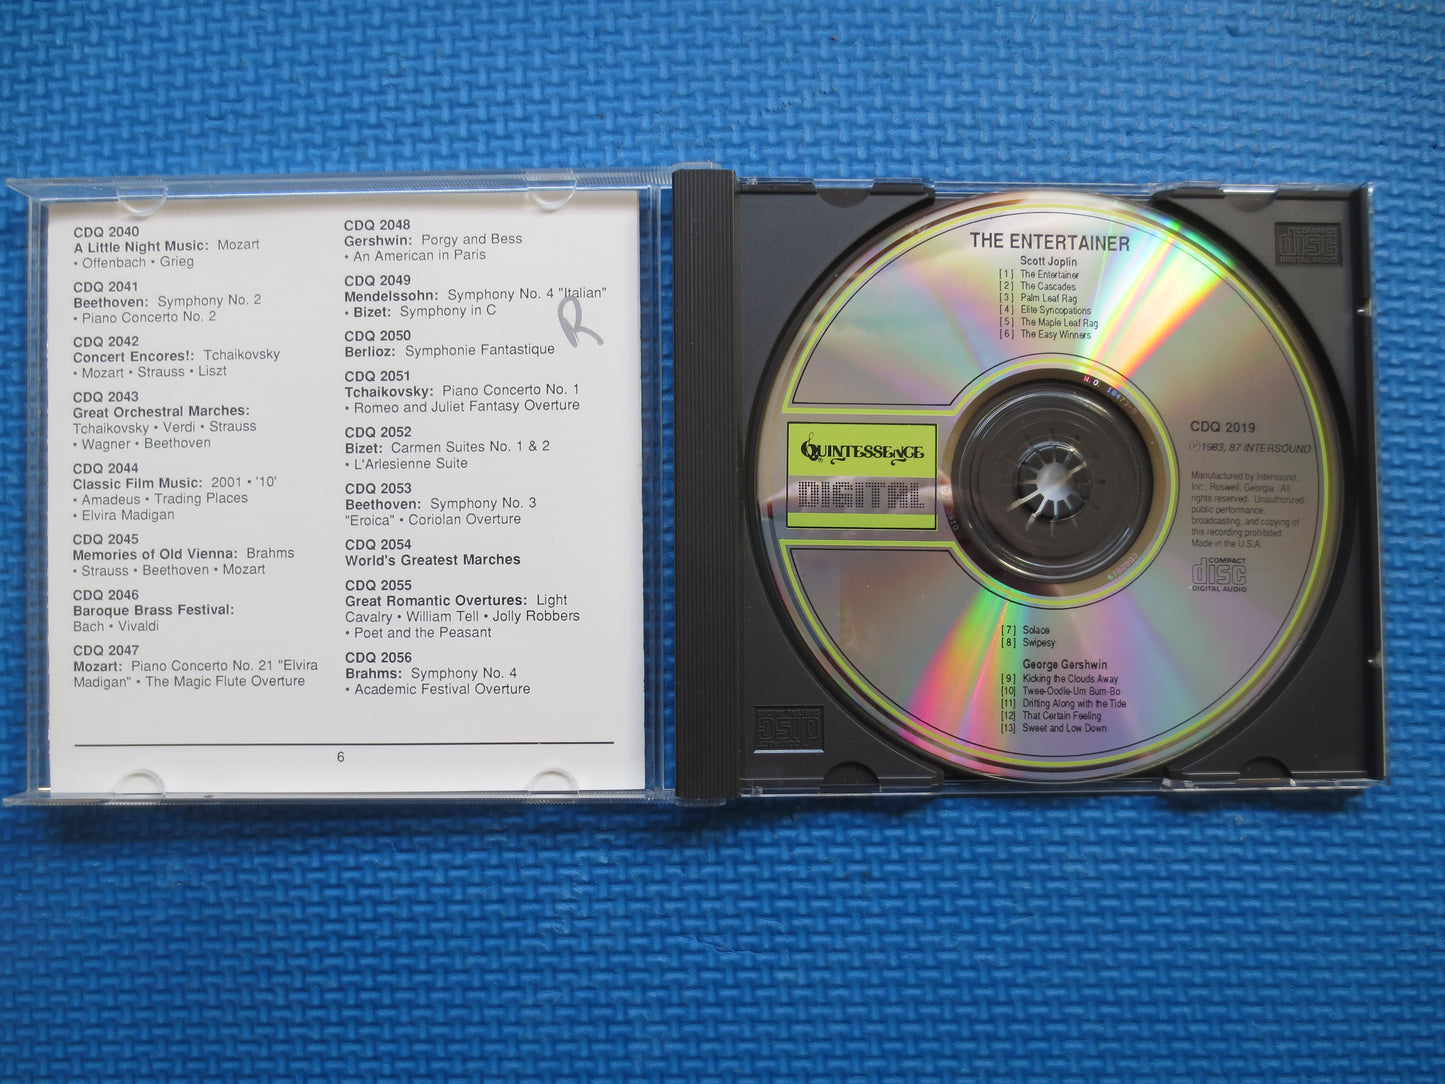 CDQ 2040
A Little Night Music: Mozart
• Offenbach • Grieg
CDQ 2041
Beethoven: Symphony No. 2
• Piano Concerto No. 2
CDQ 2042
Concert Encores!: Tchaikovsky
• Mozart • Strauss • Liszt
CDQ 2043
Great Orchestral Marches:
Tchaikovsky • Verdi • Strauss
• Wagner • Beethoven
CDQ 2044
Classic Film Music: 2001 • '10'
• Amadeus • Trading Places
• Elvira Madigan
CDQ 2045
Memories of Old Vienna: Brahms
• Strauss • Beethoven • Mozart
CDQ 2046
Baroque Brass Festival:
Bach • Vivaldi
CDQ 2047
Mozart: Piano Concerto No. 21 "Elvira
Madigan" • The Magic Flute Overture
CDQ 2048
Gershwin: Porgy and Bess
• An American in Paris
CDQ 2049
Mendelssohn: Symphony No. 4 "Italian"
• Bizet: Symphony in C
R
CDQ 2050
Berlioz: Symphonie Fantastique
CDQ 2051
Tchaikovsky: Piano Concerto No. 1
• Romeo and Juliet Fantasy Overture
CDQ 2052
Bizet: Carmen Suites No. 1 & 2
• L'Arlesienne Suite
CDQ 2053
Beethoven: Symphony No. 3
"Eroica" • Coriolan Overture
CDQ 2054
World's Greatest Marches
CDQ 2055
Great Romantic Overtures: Light
Cavalry • William Tell • Jolly Robbers
• Poet and the Peasant
CDQ 2056
Brahms: Symphony No. 4
• Academic Festival Overture
6
THE ENTERTAINER
Scott Joplin
[1] The Entertainer
[2] The Cascades
[3] Palm Leaf Rag
[4] Elite Syncopations
[5] The Maple Leaf Rag
[6] The Easy Winners
QUINTESSENCE®
DIGITAL
CDQ 2019
℗1983, 87 INTERSOUND
Manufactured by Intersound,
Inc., Roswell, Georgia. All
rights reserved. Unauthorized
public performance,
broadcasting, and copying of
this recording prohibited.
Made in the U.S.A.
COMPACT
disc
DIGITAL AUDIO
[7] Solace
[8] Swipesy
George Gershwin
[9] Kicking the Clouds Away
[10] Twee-Oodle-Um Bum-Bo
[11] Drifting Along with the Tide
[12] That Certain Feeling
[13] Sweet and Low Down
CDQ2019
COMPACT
disc
DIGITAL AUDIO
COMPACT
disc
DIGITAL AUDIO